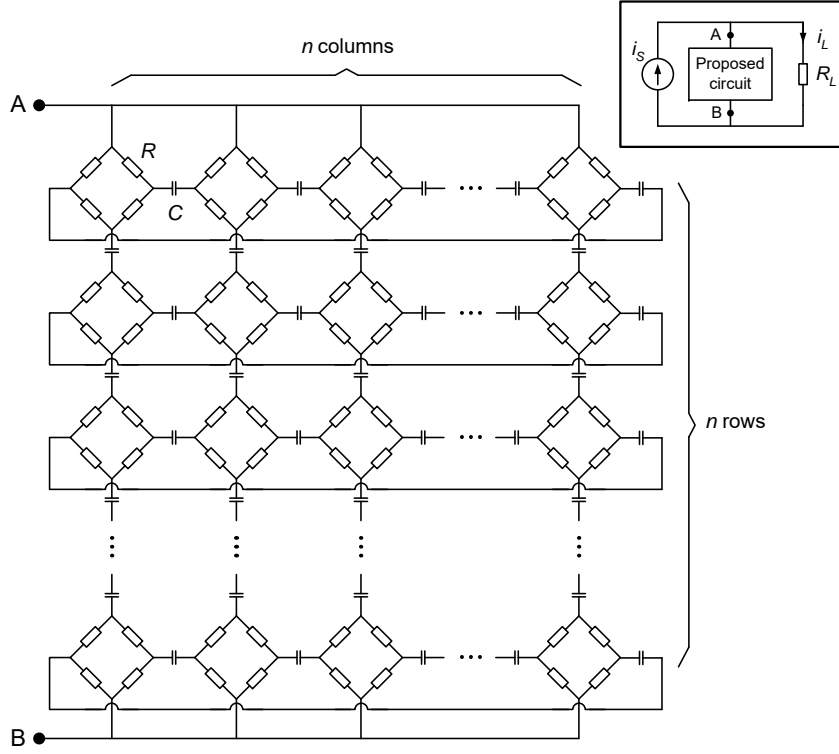 n columns
A
i_S
A
Proposed
circuit
B
i_L
R_L
R
C
n rows
B